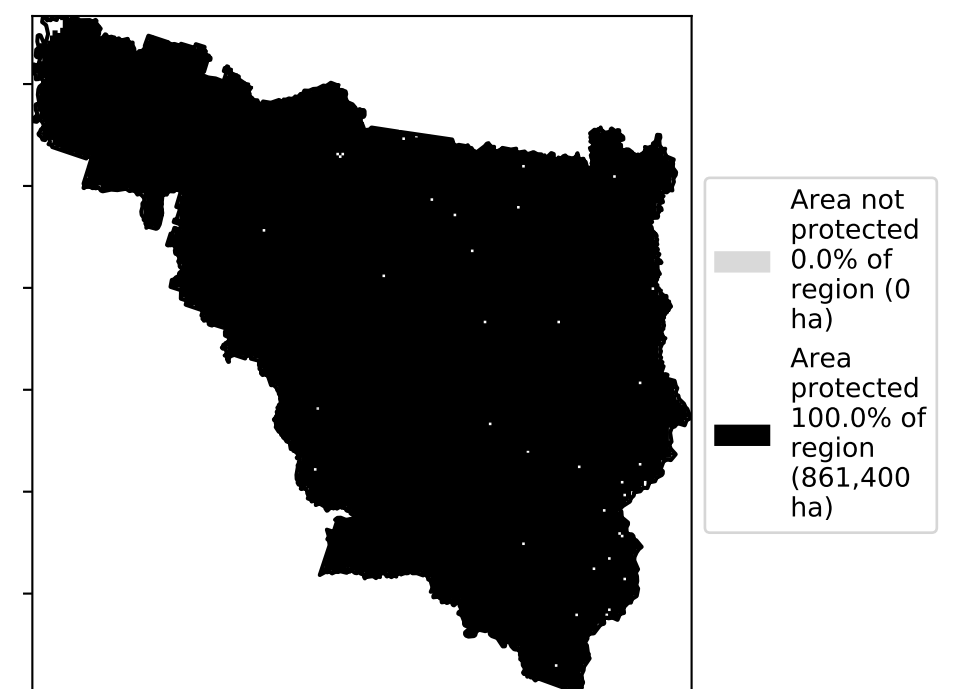 Area not
protected
0.0% of
region (0
ha)
Area
protected
100.0% of
region
(861,400
ha)